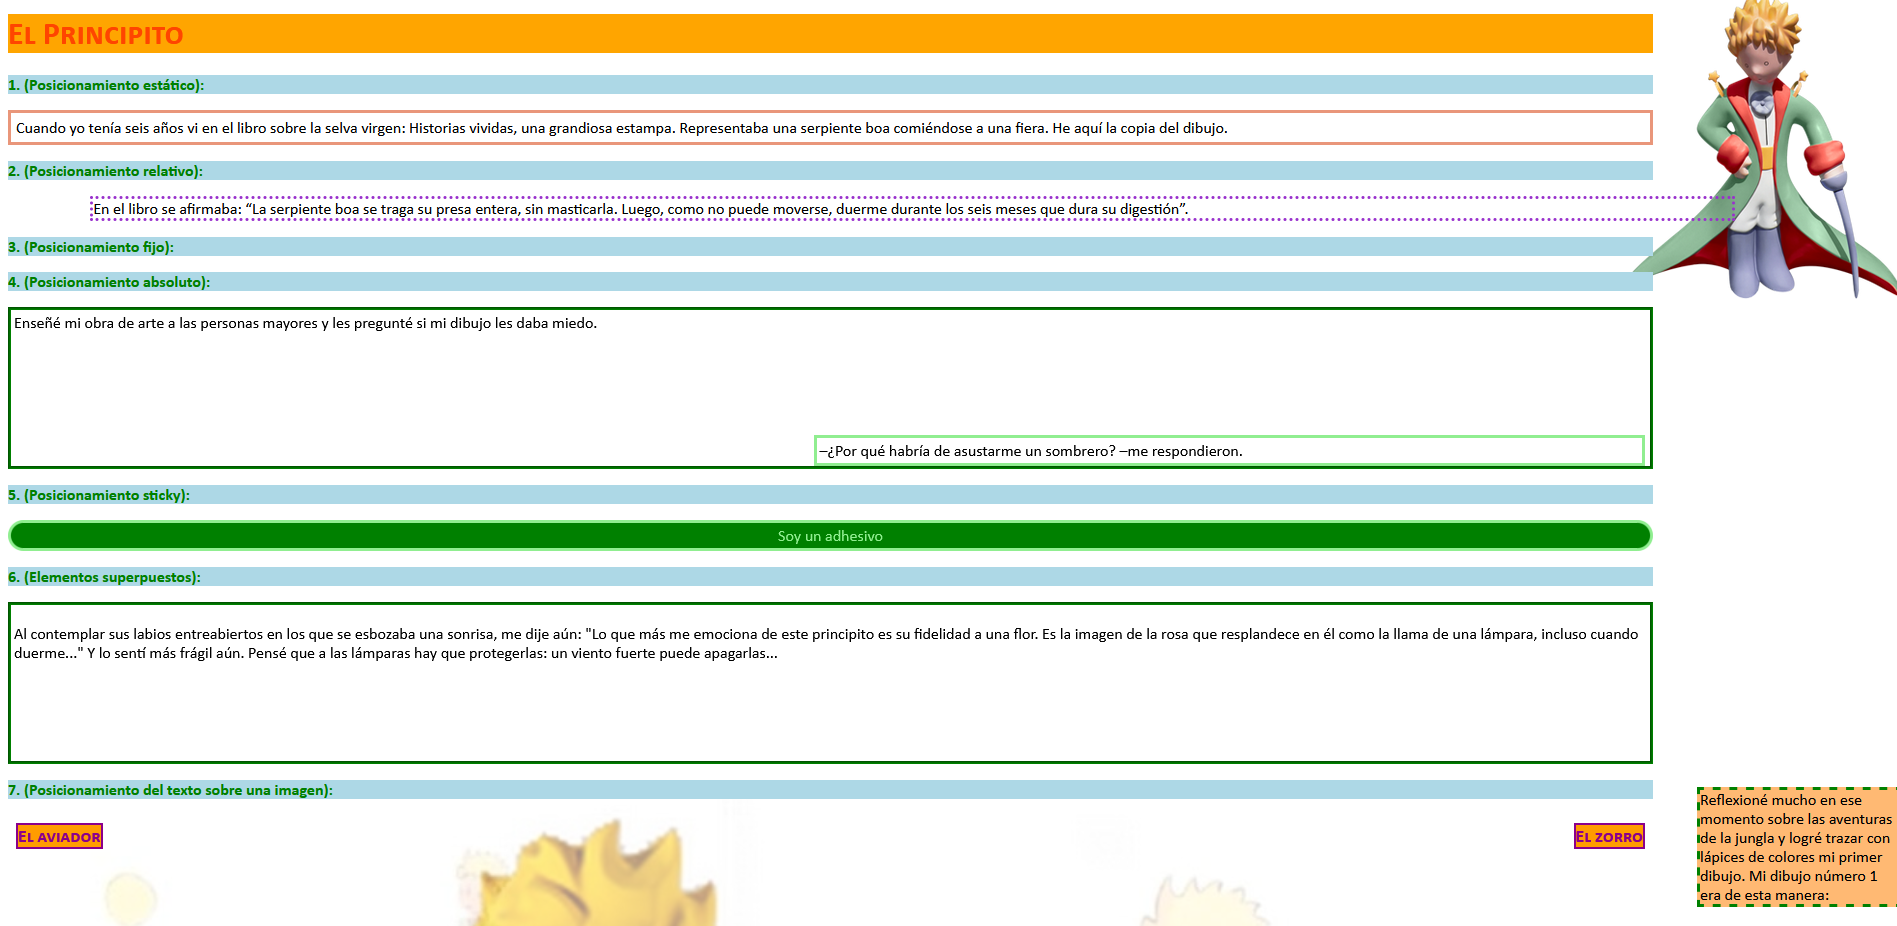 El Principito
1. (Posicionamiento estático):
Cuando yo tenía seis años vi en el libro sobre la selva virgen: Historias vividas, una grandiosa estampa. Representaba una serpiente boa comiéndose a una fiera. He aquí la copia del dibujo.
2. (Posicionamiento relativo):
En el libro se afirmaba: “La serpiente boa se traga su presa entera, sin masticarla. Luego, como no puede moverse, duerme durante los seis meses que dura su digestión”.
3. (Posicionamiento fijo):
4. (Posicionamiento absoluto):
Enseñé mi obra de arte a las personas mayores y les pregunté si mi dibujo les daba miedo.
–¿Por qué habría de asustarme un sombrero? –me respondieron.
5. (Posicionamiento sticky):
Soy un adhesivo
6. (Elementos superpuestos):
Al contemplar sus labios entreabiertos en los que se esbozaba una sonrisa, me dije aún: "Lo que más me emociona de este principito es su fidelidad a una flor. Es la imagen de la rosa que resplandece en él como la llama de una lámpara, incluso cuando
duerme..." Y lo sentí más frágil aún. Pensé que a las lámparas hay que protegerlas: un viento fuerte puede apagarlas...
7. (Posicionamiento del texto sobre una imagen):
El aviador
El zorro
Reflexioné mucho en ese
momento sobre las aventuras
de la jungla y logré trazar con
lápices de colores mi primer
dibujo. Mi dibujo número 1
era de esta manera: